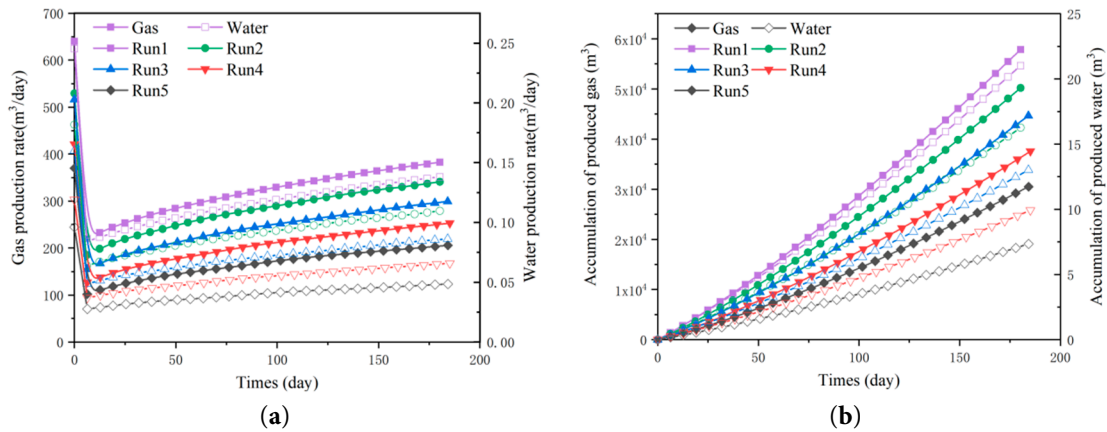 700
600
500
400
300
200
100
0
Gas production rate(m³/day)
Gas
Water
Run1
Run2
Run3
Run4
Run5
0.25
0.20
0.15
0.10
0.05
0.00
Water production rate(m³/day)
0
50
100
150
200
Times (day)
(a)
6x10⁴
5x10⁴
4x10⁴
3x10⁴
2x10⁴
1x10⁴
0
Accumulation of produced gas (m³)
Gas
Water
Run1
Run2
Run3
Run4
Run5
25
20
15
10
5
0
Accumulation of produced water (m³)
0
50
100
150
200
Times (day)
(b)